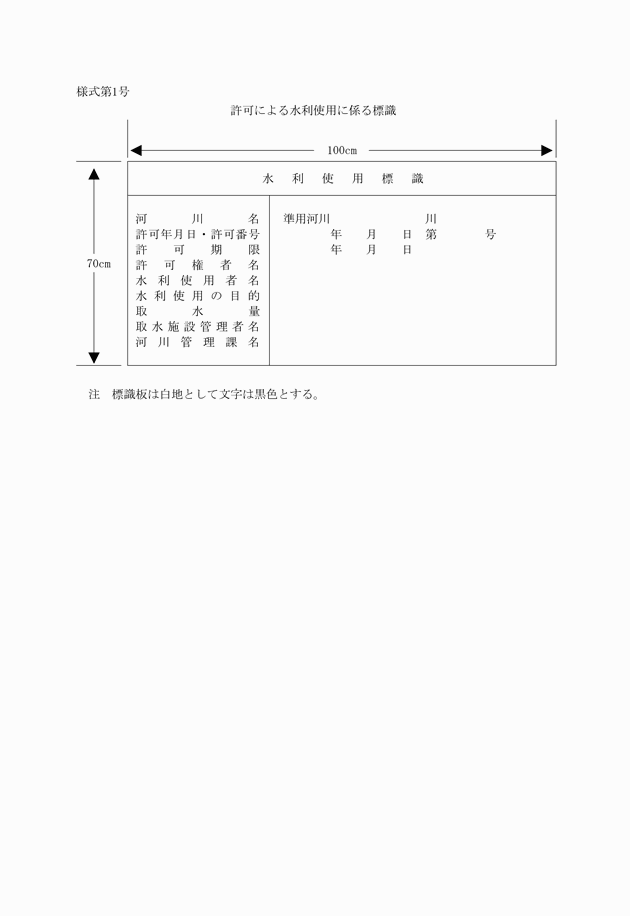 様式第1号
許可による水利使用に係る標識
100cm
水利使用標識
70cm
河川名 準用河川 川
許可年月日・許可番号 年 月 日 第 号
許可期限 年 月 日
許可権者名
水利使用者名
水利使用の目的
取水量
取水施設管理者名
河川管理課名
注 標識板は白地として文字は黒色とする。